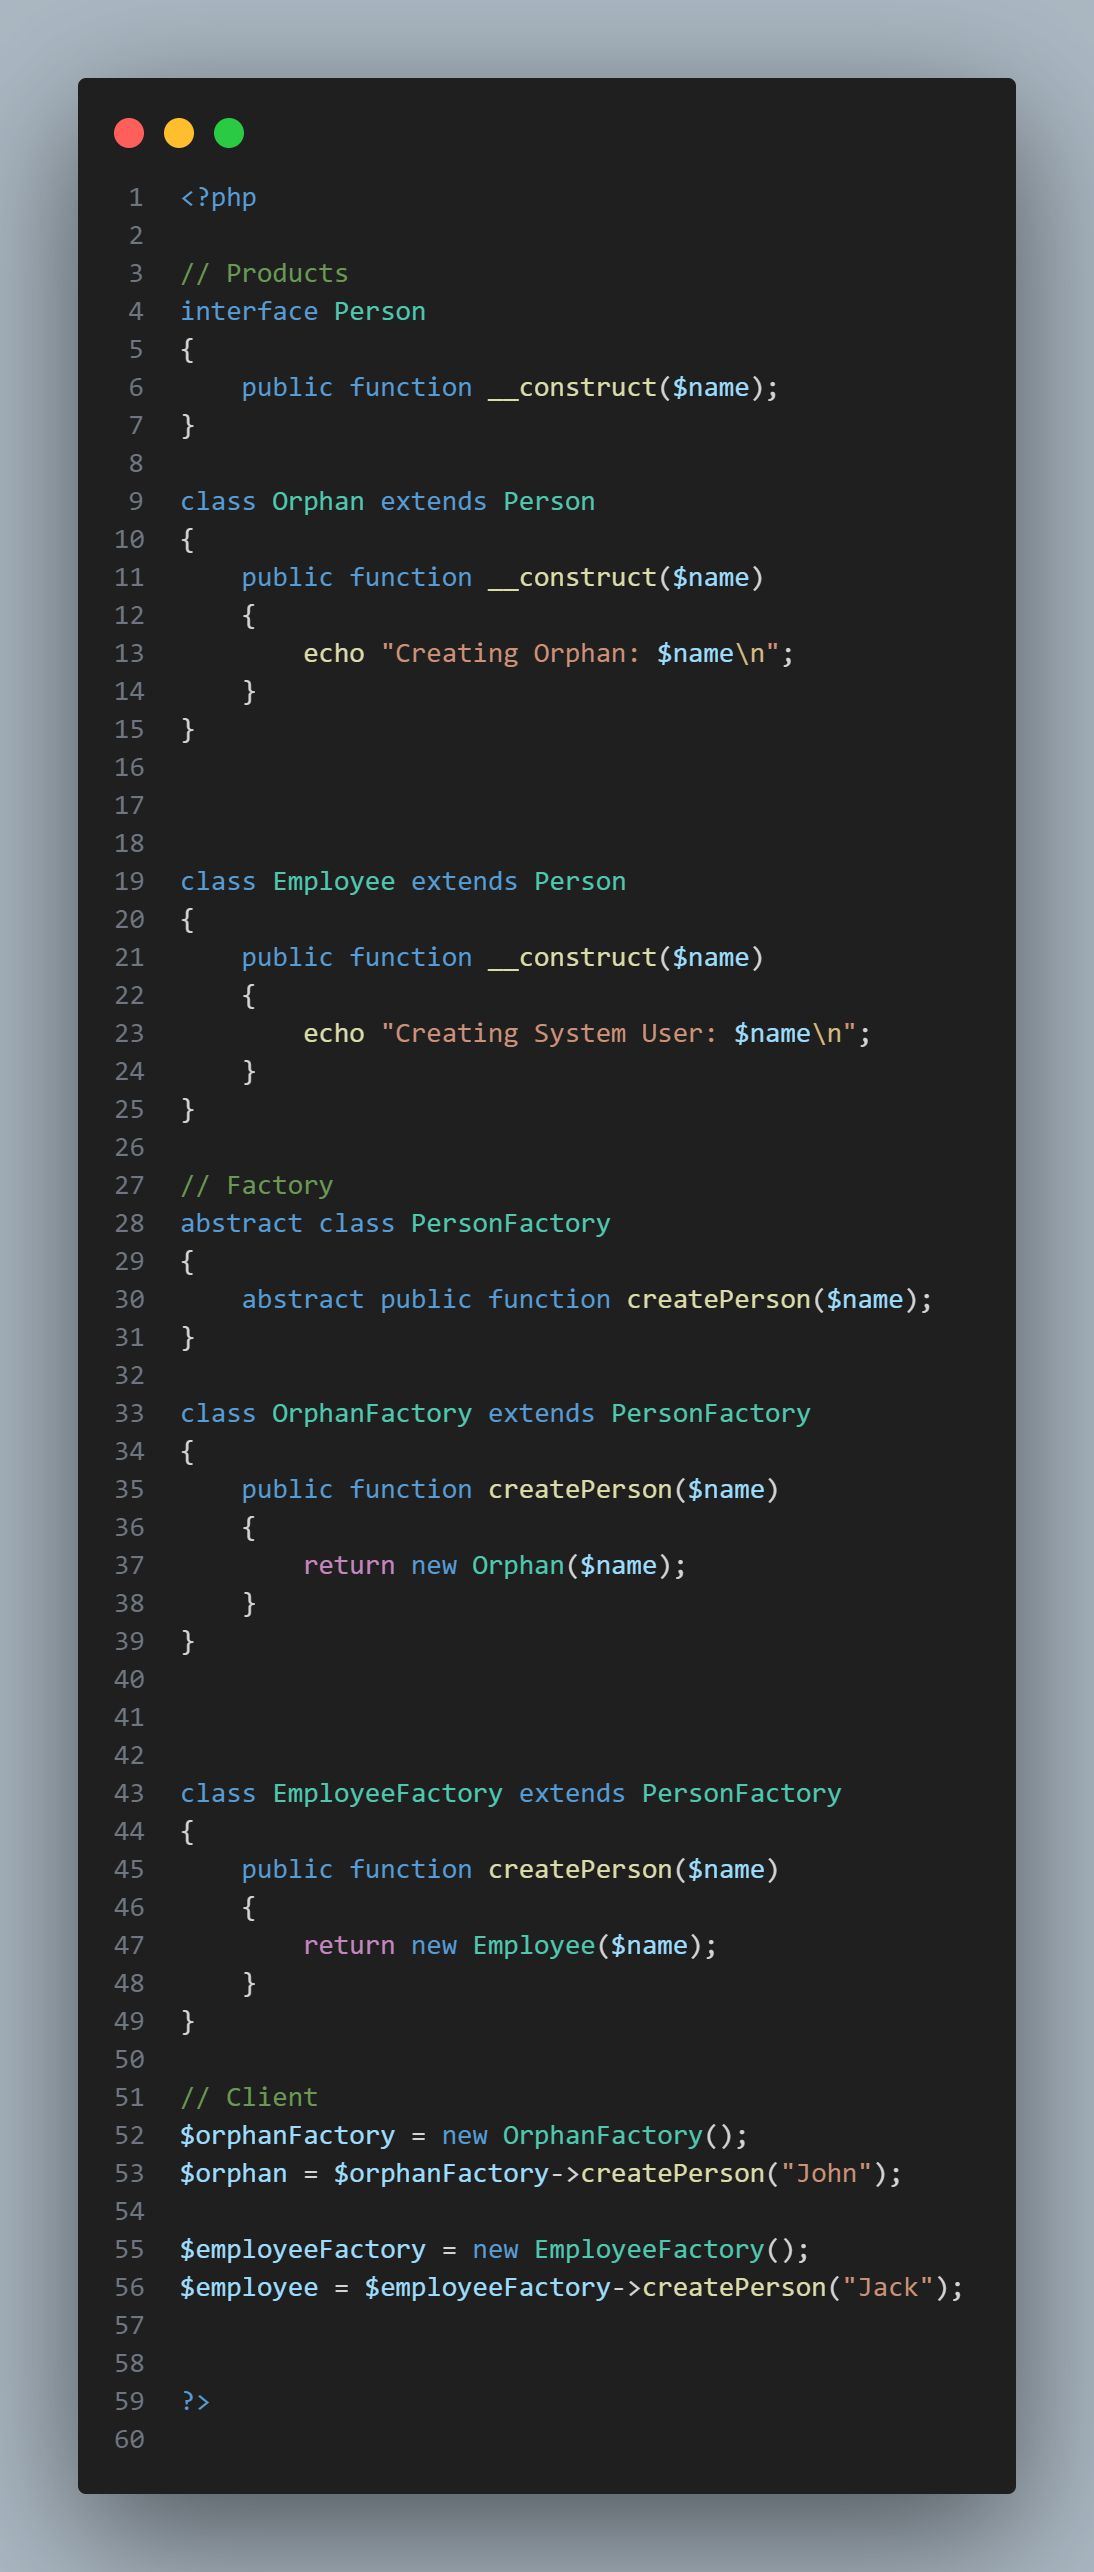 1 <?php
2
3 // Products
4 interface Person
5 {
6     public function __construct($name);
7 }
8
9 class Orphan extends Person
10 {
11     public function __construct($name)
12     {
13         echo "Creating Orphan: $name\n";
14     }
15 }
16
17
18
19 class Employee extends Person
20 {
21     public function __construct($name)
22     {
23         echo "Creating System User: $name\n";
24     }
25 }
26
27 // Factory
28 abstract class PersonFactory
29 {
30     abstract public function createPerson($name);
31 }
32
33 class OrphanFactory extends PersonFactory
34 {
35     public function createPerson($name)
36     {
37         return new Orphan($name);
38     }
39 }
40
41
42
43 class EmployeeFactory extends PersonFactory
44 {
45     public function createPerson($name)
46     {
47         return new Employee($name);
48     }
49 }
50
51 // Client
52 $orphanFactory = new OrphanFactory();
53 $orphan = $orphanFactory->createPerson("John");
54
55 $employeeFactory = new EmployeeFactory();
56 $employee = $employeeFactory->createPerson("Jack");
57
58
59 ?>
60